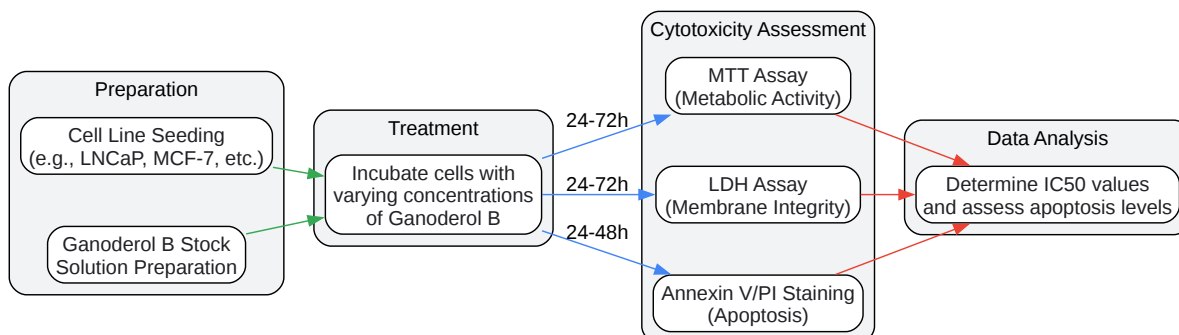 Preparation
Cell Line Seeding
(e.g., LNCaP, MCF-7, etc.)
Ganoderol B Stock
Solution Preparation
Treatment
Incubate cells with
varying concentrations
of Ganoderol B
24-72h
24-72h
24-48h
Cytotoxicity Assessment
MTT Assay
(Metabolic Activity)
LDH Assay
(Membrane Integrity)
Annexin V/PI Staining
(Apoptosis)
Data Analysis
Determine IC50 values
and assess apoptosis levels